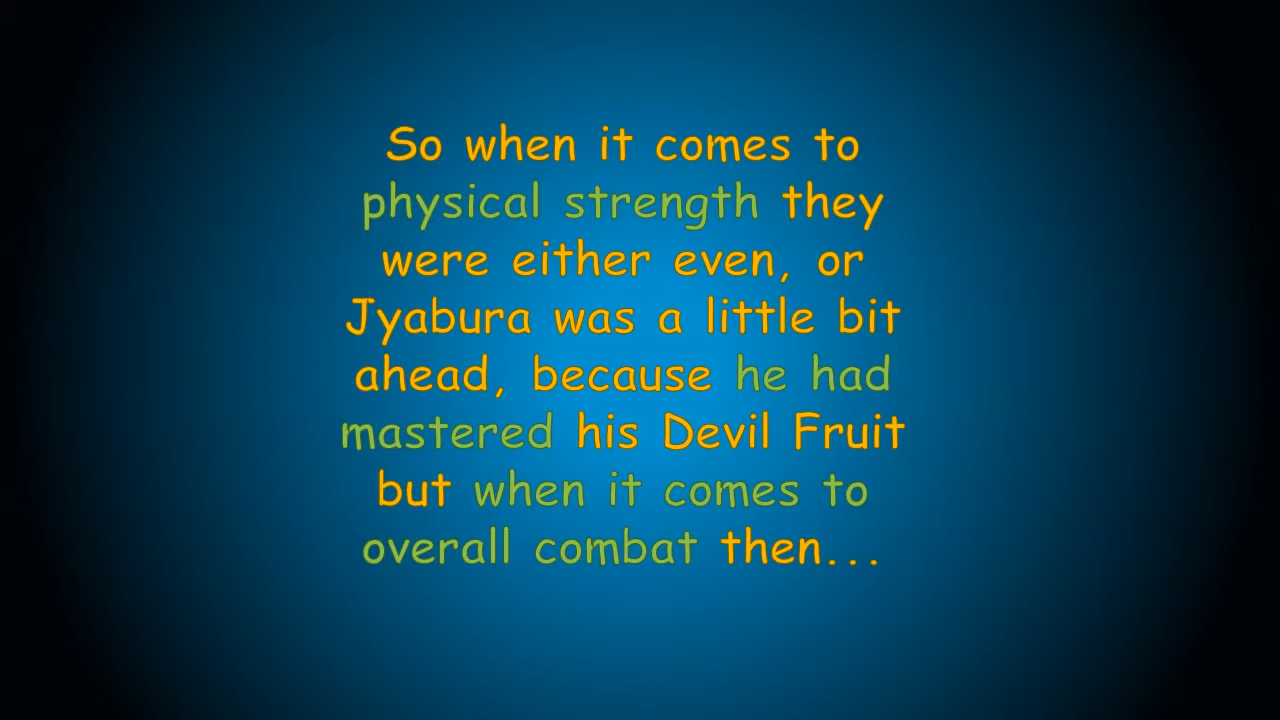 So when it comes to
physical strength they
were either even, or
Jyabura was a little bit
ahead, because he had
mastered his Devil Fruit
but when it comes to
overall combat then...